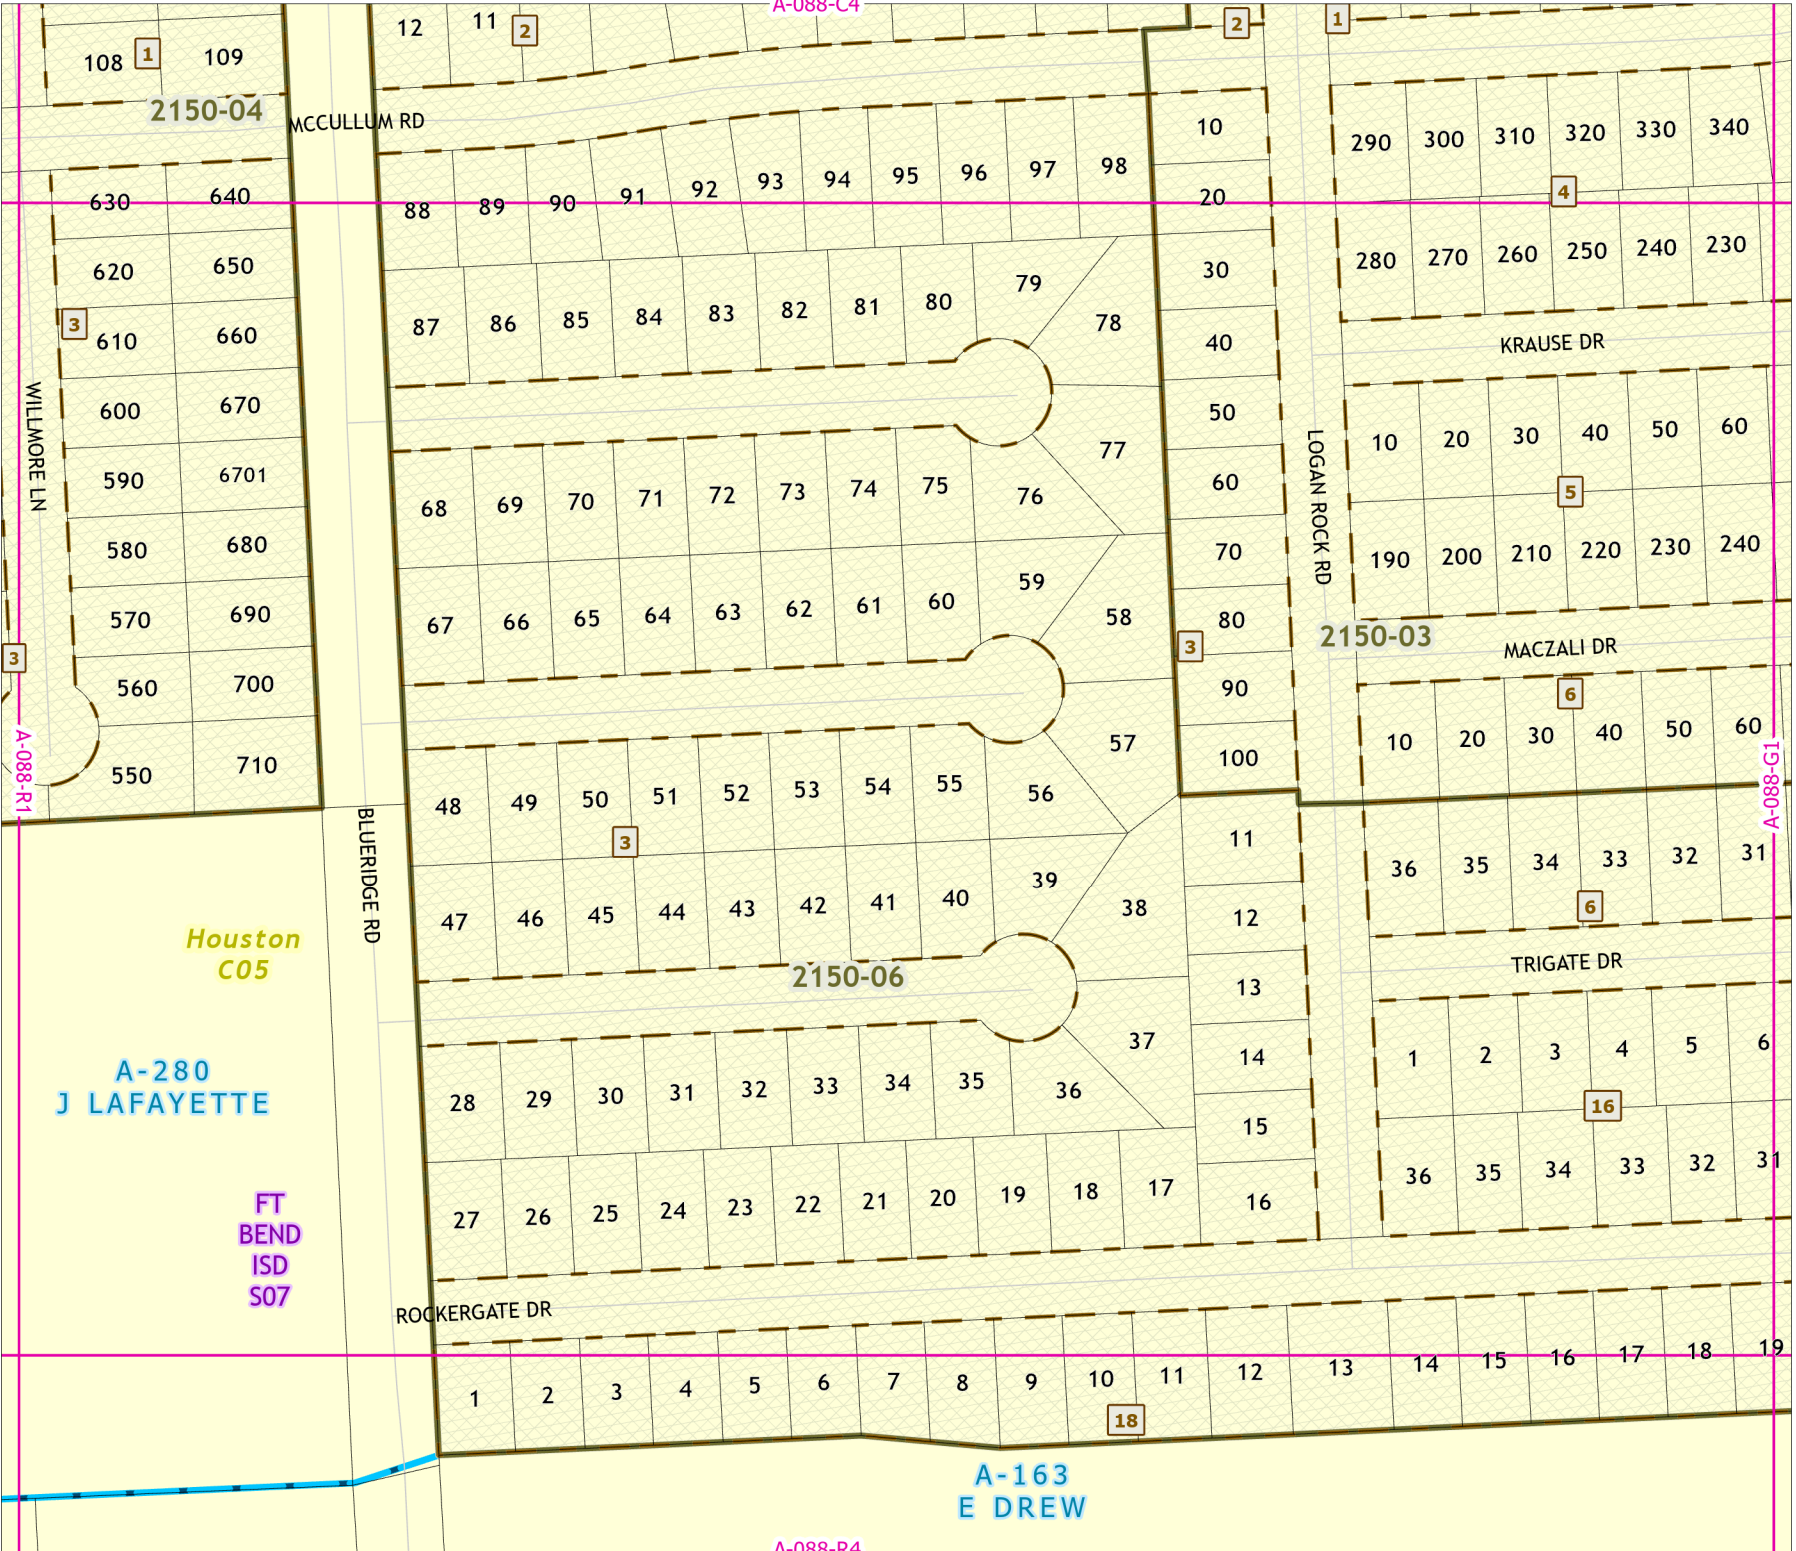 A-088-C4
12 11 2 2 1
108 1 109
2150-04
MCCULLUM RD
10
290 300 310 320 330 340
88 89 90 91 92 93 94 95 96 97 98
630 640
20
4
620 650
30
280 270 260 250 240 230
3
610 660
87 86 85 84 83 82 81 80 79 78
40
KRAUSE DR
WILLMORE LN
600 670
50
LOGAN ROCK RD
10 20 30 40 50 60
77
590 6701
68 69 70 71 72 73 74 75 76
60
5
580 680
70
190 200 210 220 230 240
59
570 690
67 66 65 64 63 62 61 60
58
80
2150-03
3
3
MACZALI DR
560 700
90
6
A-088-R1
57
10 20 30 40 50 60
A-088-G1
550 710
100
48 49 50 51 52 53 54 55 56
BLUERIDGE RD
3
11
36 35 34 33 32 31
39
47 46 45 44 43 42 41 40
38
12
6
Houston
C05
2150-06
13
TRIGATE DR
37
14
1 2 3 4 5 6
A-280
J LAFAYETTE
28 29 30 31 32 33 34 35 36
16
15
36 35 34 33 32 31
27 26 25 24 23 22 21 20 19 18 17
16
FT
BEND
ISD
S07
ROCKERGATE DR
1 2 3 4 5 6 7 8 9 10 11 12 13 14 15 16 17 18 19
18
A-163
E DREW
A-088-R4